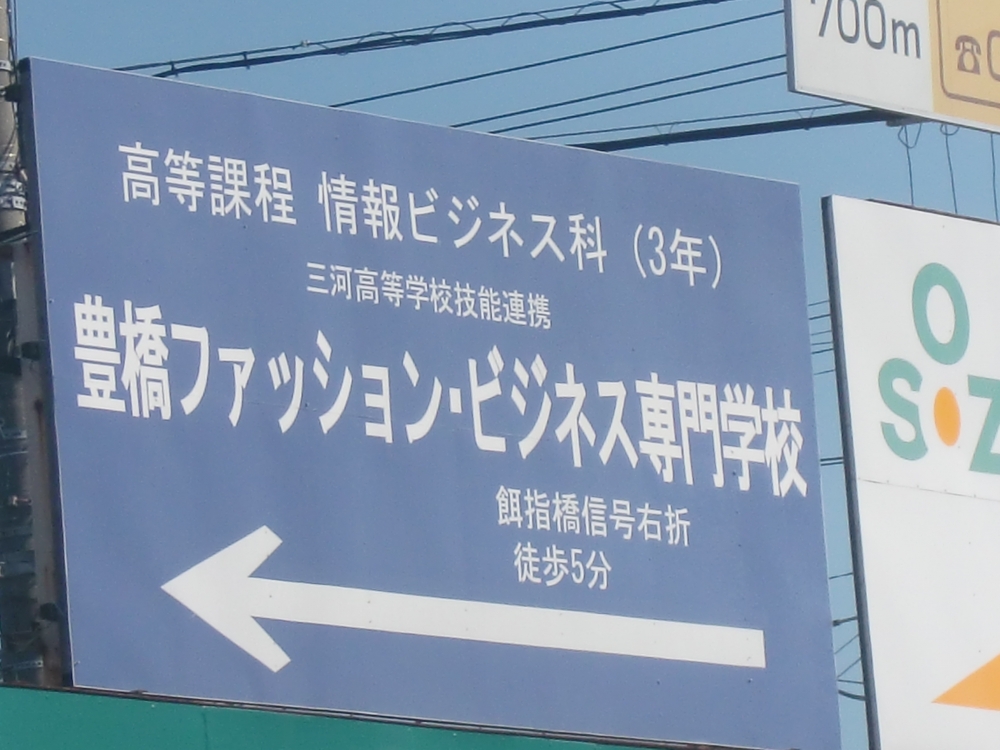 高等課程 情報ビジネス科 (3年)
三河高等学校技能連携
豊橋ファッション・ビジネス専門学校
餌指橋信号右折
徒歩5分
700m
☎0
SOZ